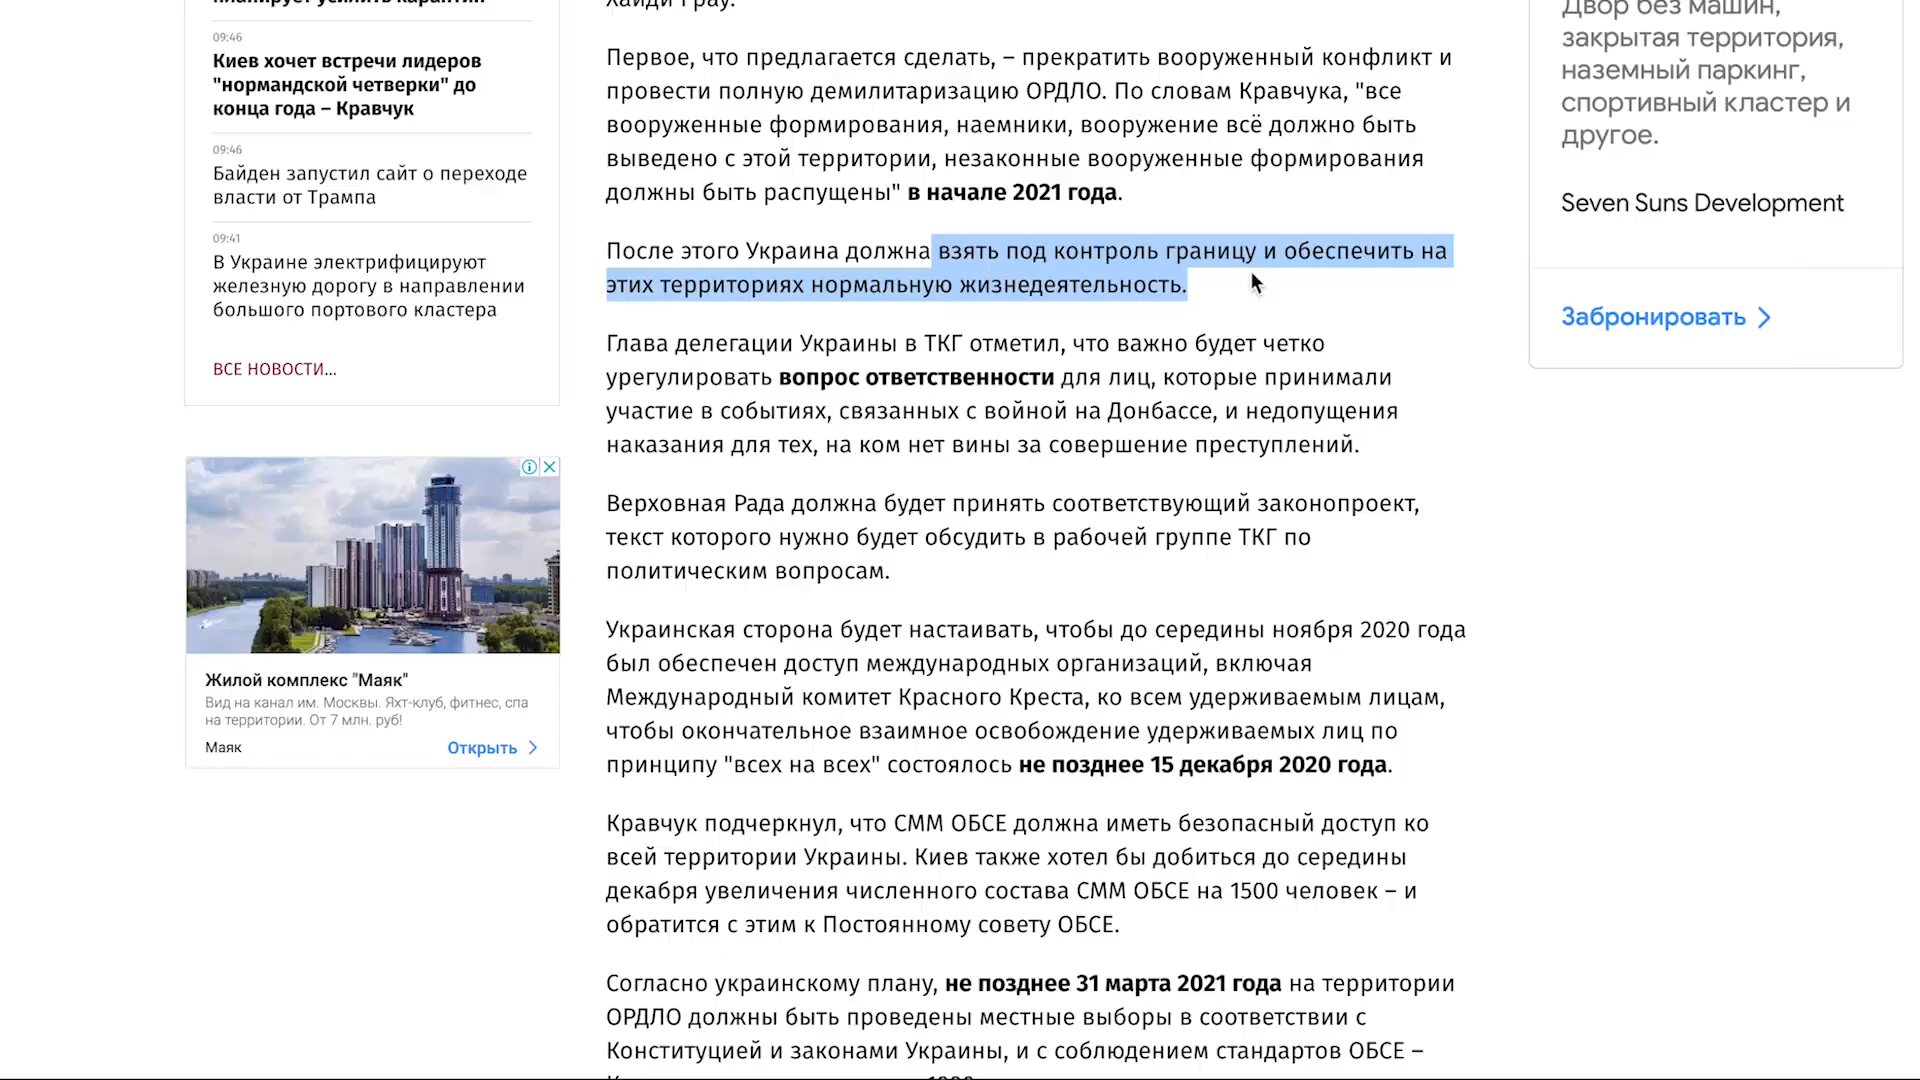 планирует усилить карантин
09:46
Киев хочет встречи лидеров
"нормандской четверки" до
конца года – Кравчук
09:46
Байден запустил сайт о переходе
власти от Трампа
09:41
В Украине электрифицируют
железную дорогу в направлении
большого портового кластера
ВСЕ НОВОСТИ...
Жилой комплекс "Маяк"
Вид на канал им. Москвы. Яхт-клуб, фитнес, спа
на территории. От 7 млн. руб!
Маяк
Открыть
Хайди Грау.
Первое, что предлагается сделать, – прекратить вооруженный конфликт и
провести полную демилитаризацию ОРДЛО. По словам Кравчука, "все
вооруженные формирования, наемники, вооружение всё должно быть
выведено с этой территории, незаконные вооруженные формирования
должны быть распущены" в начале 2021 года.
После этого Украина должна взять под контроль границу и обеспечить на
этих территориях нормальную жизнедеятельность.
Глава делегации Украины в ТКГ отметил, что важно будет четко
урегулировать вопрос ответственности для лиц, которые принимали
участие в событиях, связанных с войной на Донбассе, и недопущения
наказания для тех, на ком нет вины за совершение преступлений.
Верховная Рада должна будет принять соответствующий законопроект,
текст которого нужно будет обсудить в рабочей группе ТКГ по
политическим вопросам.
Украинская сторона будет настаивать, чтобы до середины ноября 2020 года
был обеспечен доступ международных организаций, включая
Международный комитет Красного Креста, ко всем удерживаемым лицам,
чтобы окончательное взаимное освобождение удерживаемых лиц по
принципу "всех на всех" состоялось не позднее 15 декабря 2020 года.
Кравчук подчеркнул, что СММ ОБСЕ должна иметь безопасный доступ ко
всей территории Украины. Киев также хотел бы добиться до середины
декабря увеличения численного состава СММ ОБСЕ на 1500 человек – и
обратится с этим к Постоянному совету ОБСЕ.
Согласно украинскому плану, не позднее 31 марта 2021 года на территории
ОРДЛО должны быть проведены местные выборы в соответствии с
Конституцией и законами Украины, и с соблюдением стандартов ОБСЕ –
Двор без машин,
закрытая территория,
наземный паркинг,
спортивный кластер и
другое.
Seven Suns Development
Забронировать